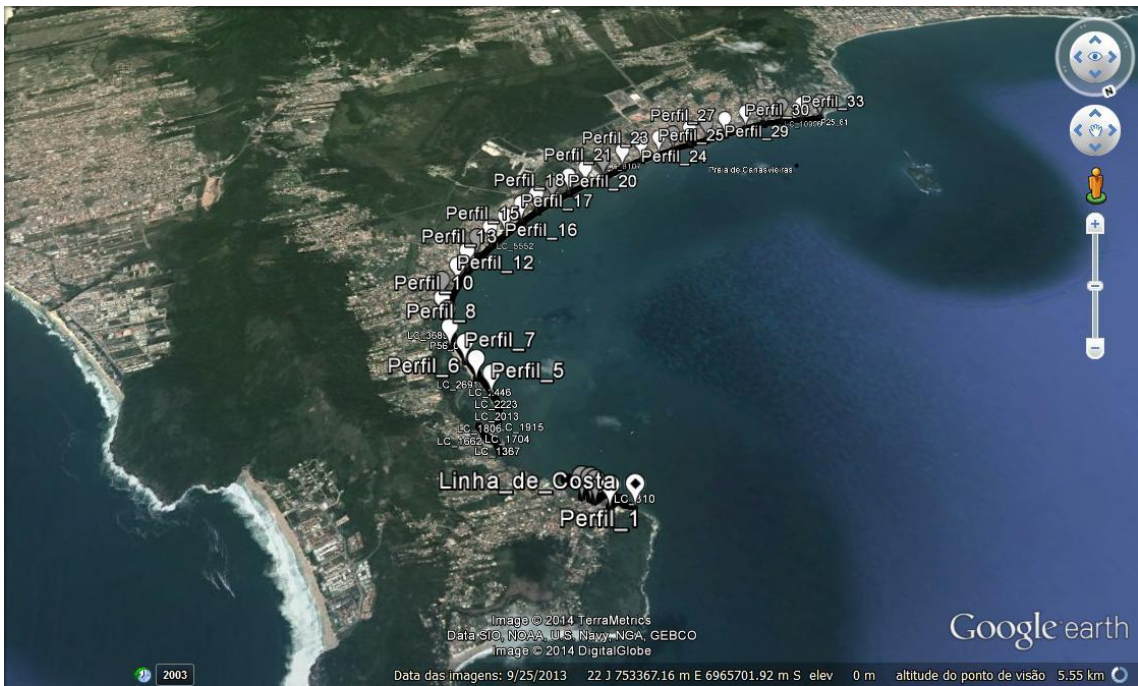 Perfil_33
Perfil_30
Perfil_27
Perfil_29
Perfil_25
Perfil_23
Perfil_24
Perfil_21
Perfil_20
Perfil_18
Perfil_17
Perfil_15
Perfil_16
Perfil_13
LC_5552
Perfil_12
Perfil_10
Perfil_8
Perfil_7
Perfil_6
Perfil_5
LC_2223
LC_2013
LC_1915
LC_1806
LC_1704
LC_1662
LC_1367
Linha_de_Costa
Perfil_1
N
Image © 2014 TerraMetrics
Data SIO, NOAA, U.S. Navy, NGA, GEBCO
Image © 2014 DigitalGlobe
Google earth
2003
Data das imagens: 9/25/2013 22 J 753367.16 m E 6965701.92 m S elev 0 m altitude do ponto de visão 5.55 km